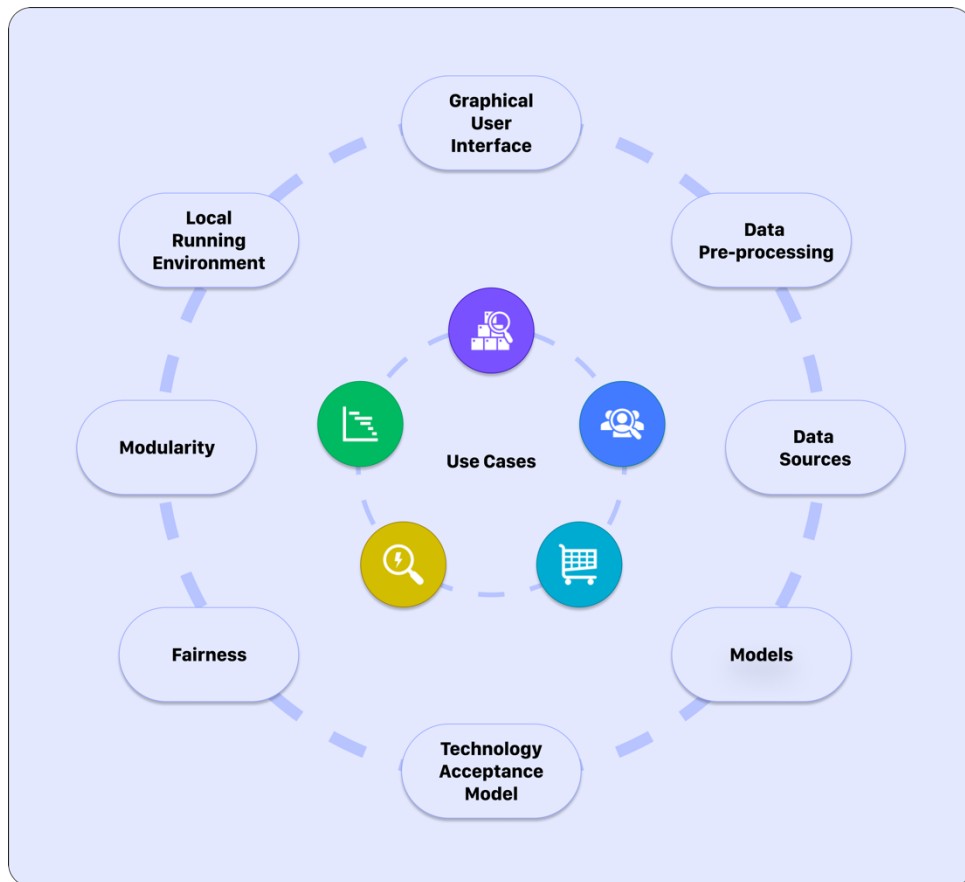 Graphical
User
Interface
Local
Running
Environment
Data
Pre-processing
Modularity
Use Cases
Data
Sources
Fairness
Models
Technology
Acceptance
Model